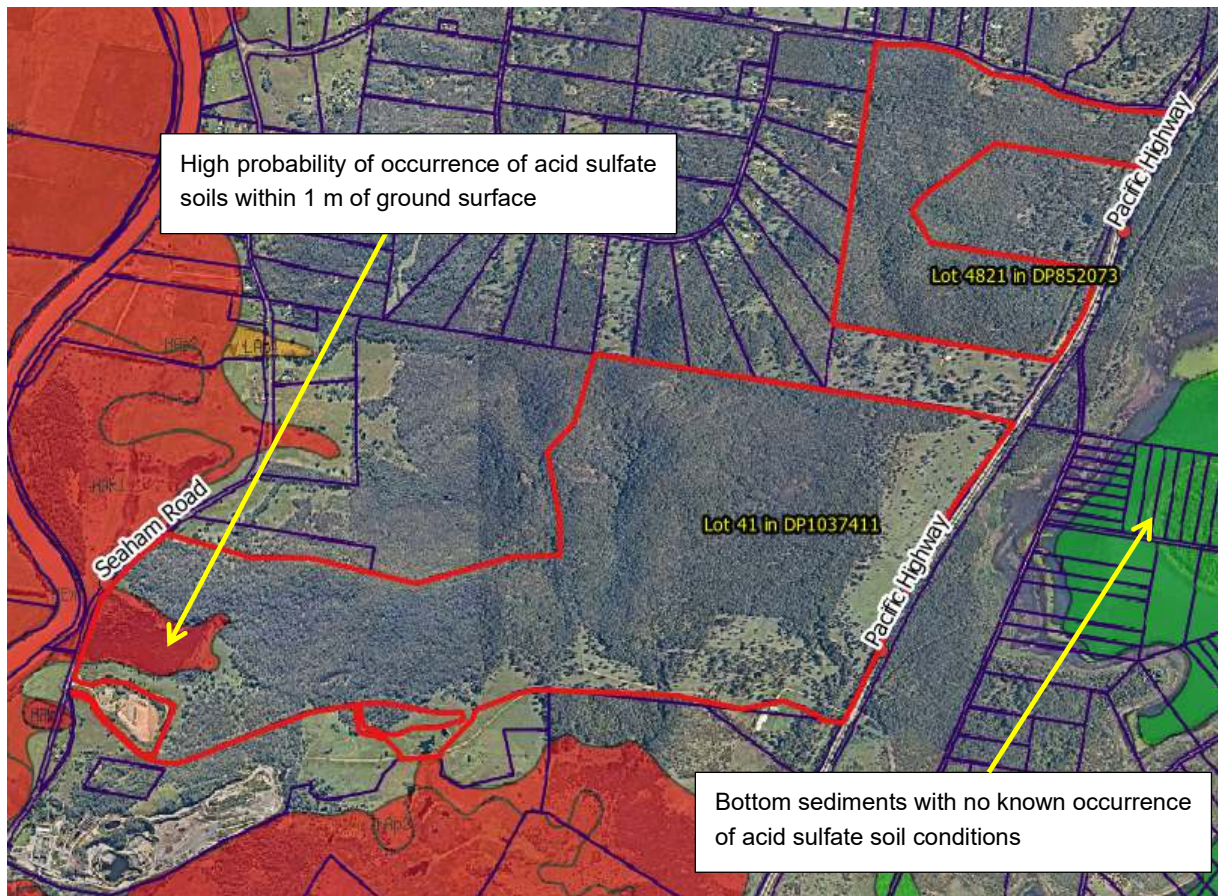 High probability of occurrence of acid sulfate
soils within 1 m of ground surface
Pacific Highway
Lot 4821 in DP852073
LAp
Seaham Road
Lot 41 in DP1037411
Pacific Highway
Bottom sediments with no known occurrence
of acid sulfate soil conditions